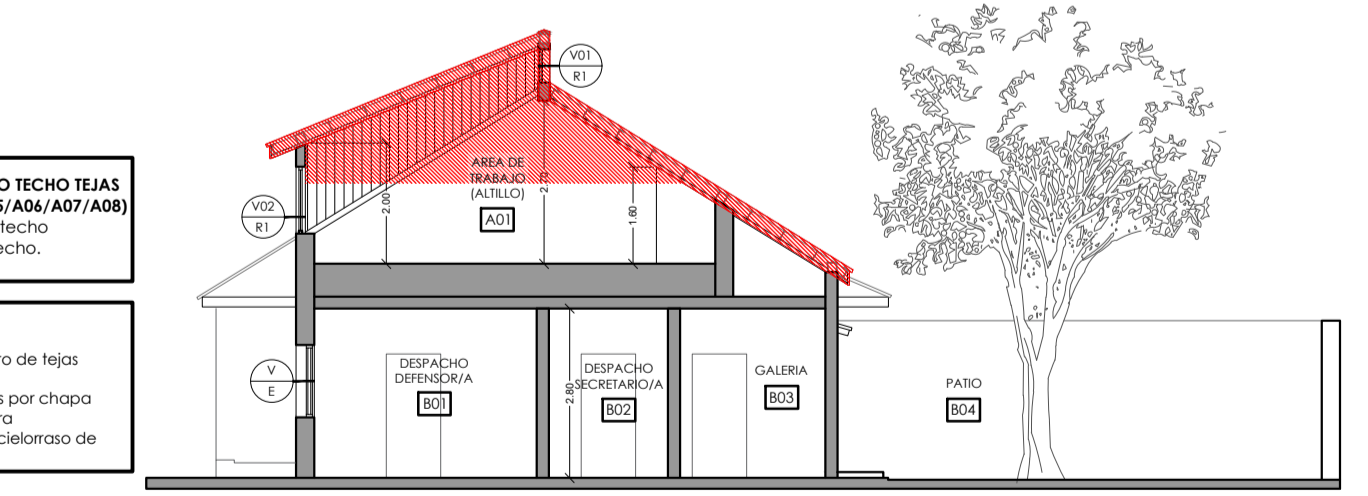 O TECHO TEJAS
5/A06/A07/A08)
techo
echo.
ro de tejas
s por chapa
ra
cielorraso de
V01
R1
V02
R1
V
E
AREA DE
TRABAJO
(ALTILLO)
A01
2.00
2.70
1.60
2.80
DESPACHO
DEFENSOR/A
B01
DESPACHO
SECRETARIO/A
B02
GALERIA
B03
PATIO
B04